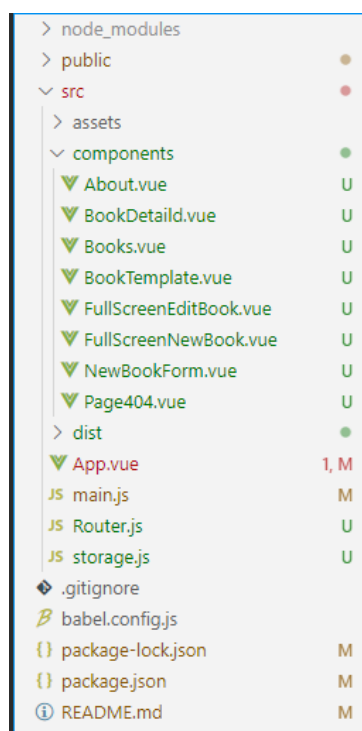 node_modules
public
src
assets
components
About.vue U
BookDetaild.vue U
Books.vue U
BookTemplate.vue U
FullScreenEditBook.vue U
FullScreenNewBook.vue U
NewBookForm.vue U
Page404.vue U
dist
App.vue 1, M
JS main.js M
JS Router.js U
JS storage.js U
.gitignore
B babel.config.js
{} package-lock.json M
{} package.json M
README.md M